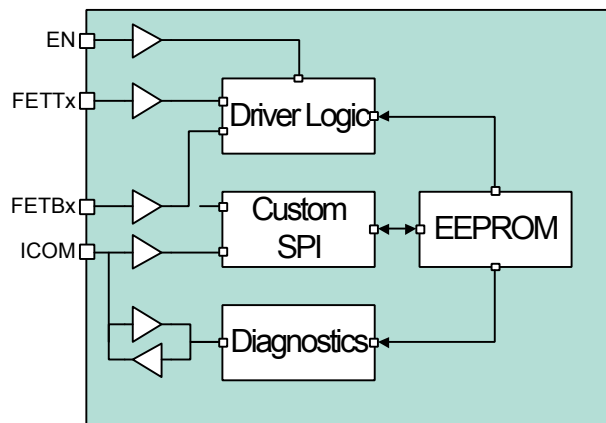 EN
FETTx
Driver Logic
FETBx
Custom
SPI
EEPROM
ICOM
Diagnostics